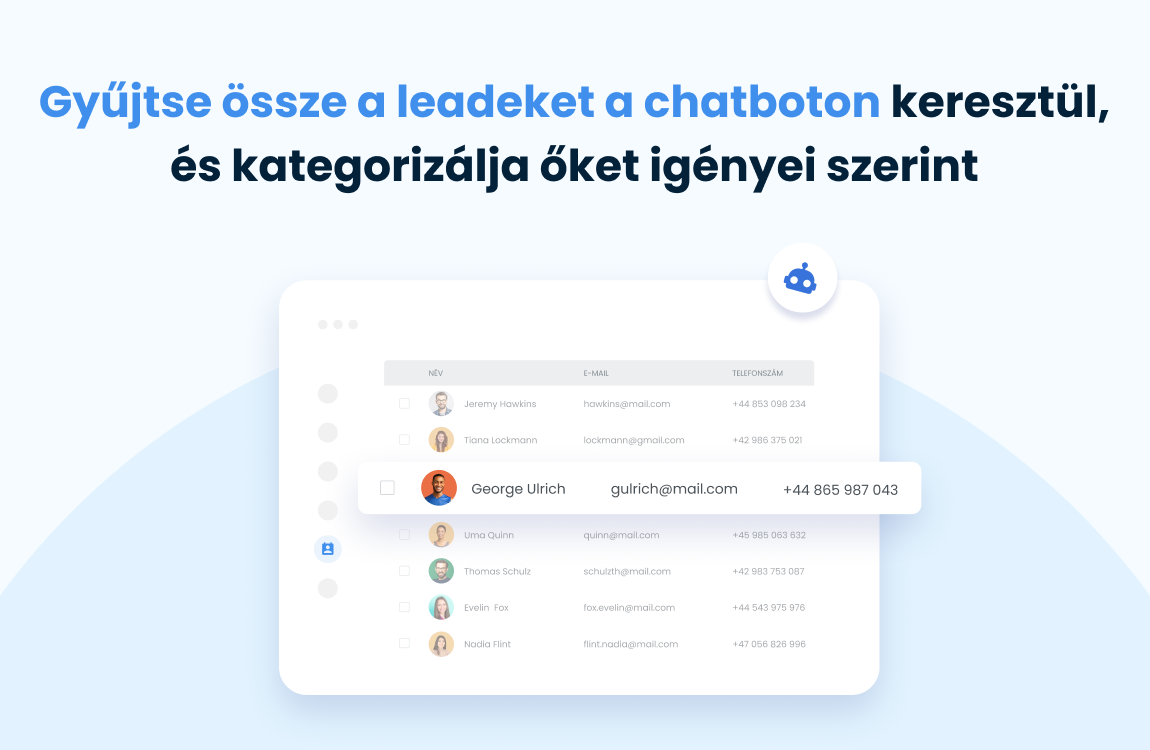 Gyűjtse össze a leadeket a chatboton keresztül,
és kategorizálja őket igényei szerint
NÉV E-MAIL TELEFONSZÁM
Jeremy Hawkins hawkins@mail.com +44 853 098 234
Tiana Lockmann lockmann@gmail.com +42 986 375 021
George Ulrich gulrich@mail.com +44 865 987 043
Uma Quinn quinn@mail.com +45 985 063 632
Thomas Schulz schulzth@mail.com +42 983 753 087
Evelin Fox fox.evelin@mail.com +44 543 975 976
Nadia Flint flint.nadia@mail.com +47 056 826 996